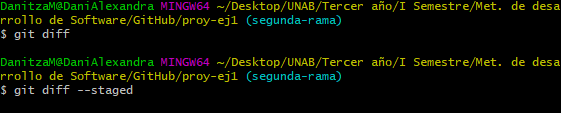 DanitzaM@DaniAlexandra MINGW64 ~/Desktop/UNAB/Tercer año/I Semestre/Met. de desa
rrollo de Software/GitHub/proy-ej1 (segunda-rama)
$ git diff
DanitzaM@DaniAlexandra MINGW64 ~/Desktop/UNAB/Tercer año/I Semestre/Met. de desa
rrollo de Software/GitHub/proy-ej1 (segunda-rama)
$ git diff --staged